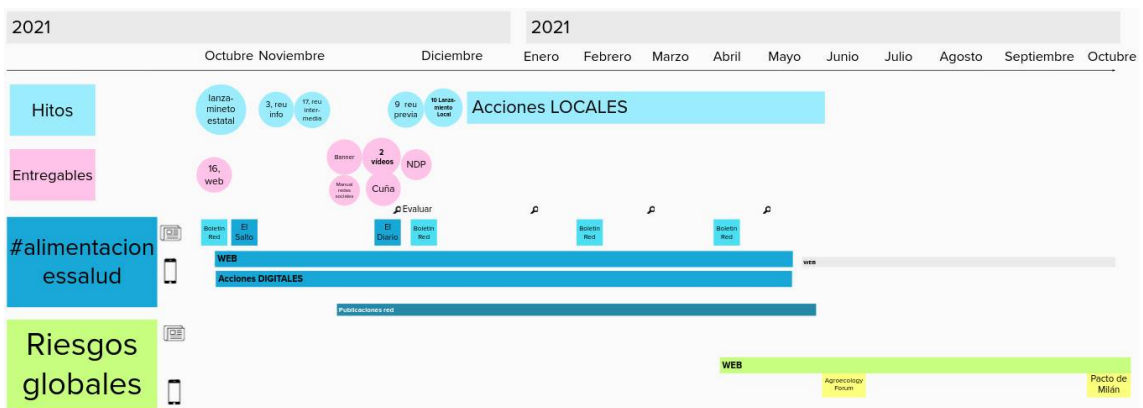 2021
2021
Octubre Noviembre Diciembre Enero Febrero Marzo Abril Mayo Junio Julio Agosto Septiembre Octubre
Hitos
lanza-
mineto
estatal
3, reu
info
17, reu
inter-
media
9 reu
previa
10 Lanza-
miento
Local
Acciones LOCALES
Entregables
16,
web
Banner
Manual
redes
sociales
2
vídeos
Cuña
NDP
Evaluar
#alimentacion
essalud
Boletín
Red
El
Salto
El
Diario
Boletín
Red
Boletín
Red
Boletín
Red
WEB
WEB
Acciones DIGITALES
Publicaciones red
Riesgos
globales
WEB
Agroecology
Forum
Pacto de
Milán